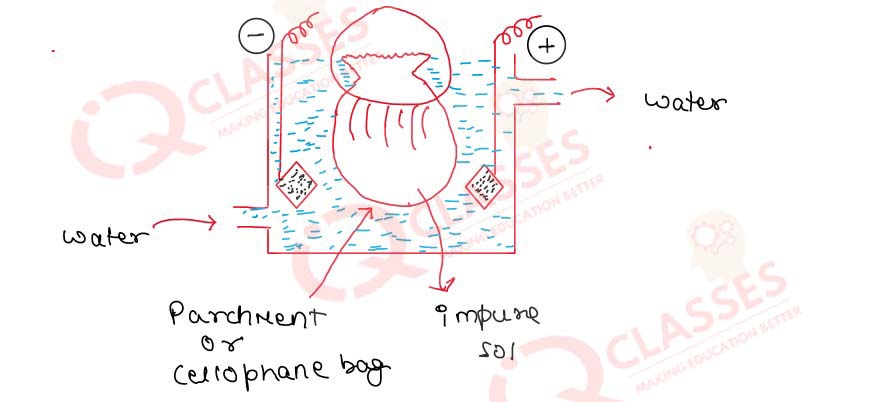 −
+
CLASSES
MAKING EDUCATION BETTER
water
CLASSES
MAKING EDUCATION BETTER
water
Parchment
or
cellophane bag
impure
sol
CLASSES
MAKING EDUCATION BETTER